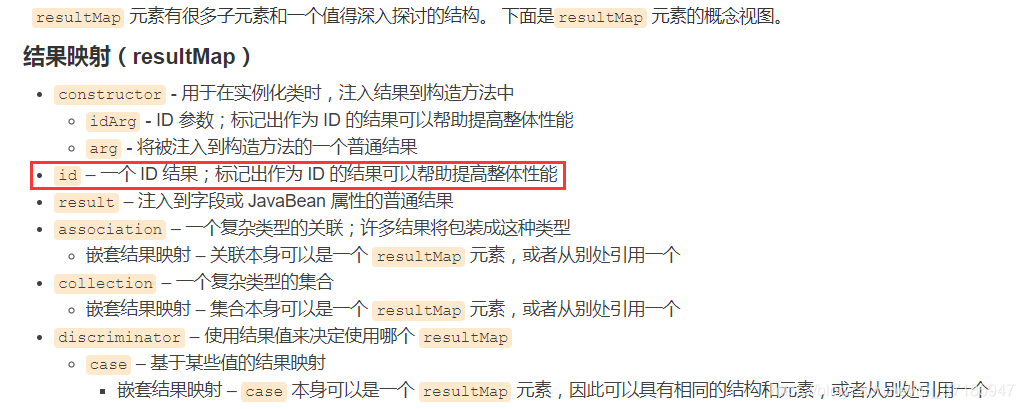 resultMap 元素有很多子元素和一个值得深入探讨的结构。 下面是resultMap 元素的概念视图。
结果映射（resultMap）
constructor - 用于在实例化类时，注入结果到构造方法中
idArg - ID 参数；标记出作为 ID 的结果可以帮助提高整体性能
arg - 将被注入到构造方法的一个普通结果
id – 一个 ID 结果；标记出作为 ID 的结果可以帮助提高整体性能
result – 注入到字段或 JavaBean 属性的普通结果
association – 一个复杂类型的关联；许多结果将包装成这种类型
嵌套结果映射 – 关联本身可以是一个 resultMap 元素，或者从别处引用一个
collection – 一个复杂类型的集合
嵌套结果映射 – 集合本身可以是一个 resultMap 元素，或者从别处引用一个
discriminator – 使用结果值来决定使用哪个 resultMap
case – 基于某些值的结果映射
嵌套结果映射 – case 本身可以是一个 resultMap 元素，因此可以具有相同的结构和元素，或者从别处引用一个